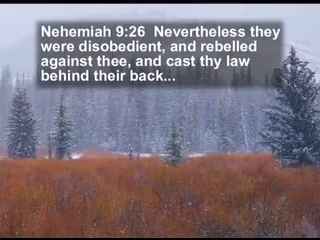 Nehemiah 9:26  Nevertheless they
were disobedient, and rebelled
against thee, and cast thy law
behind their back...